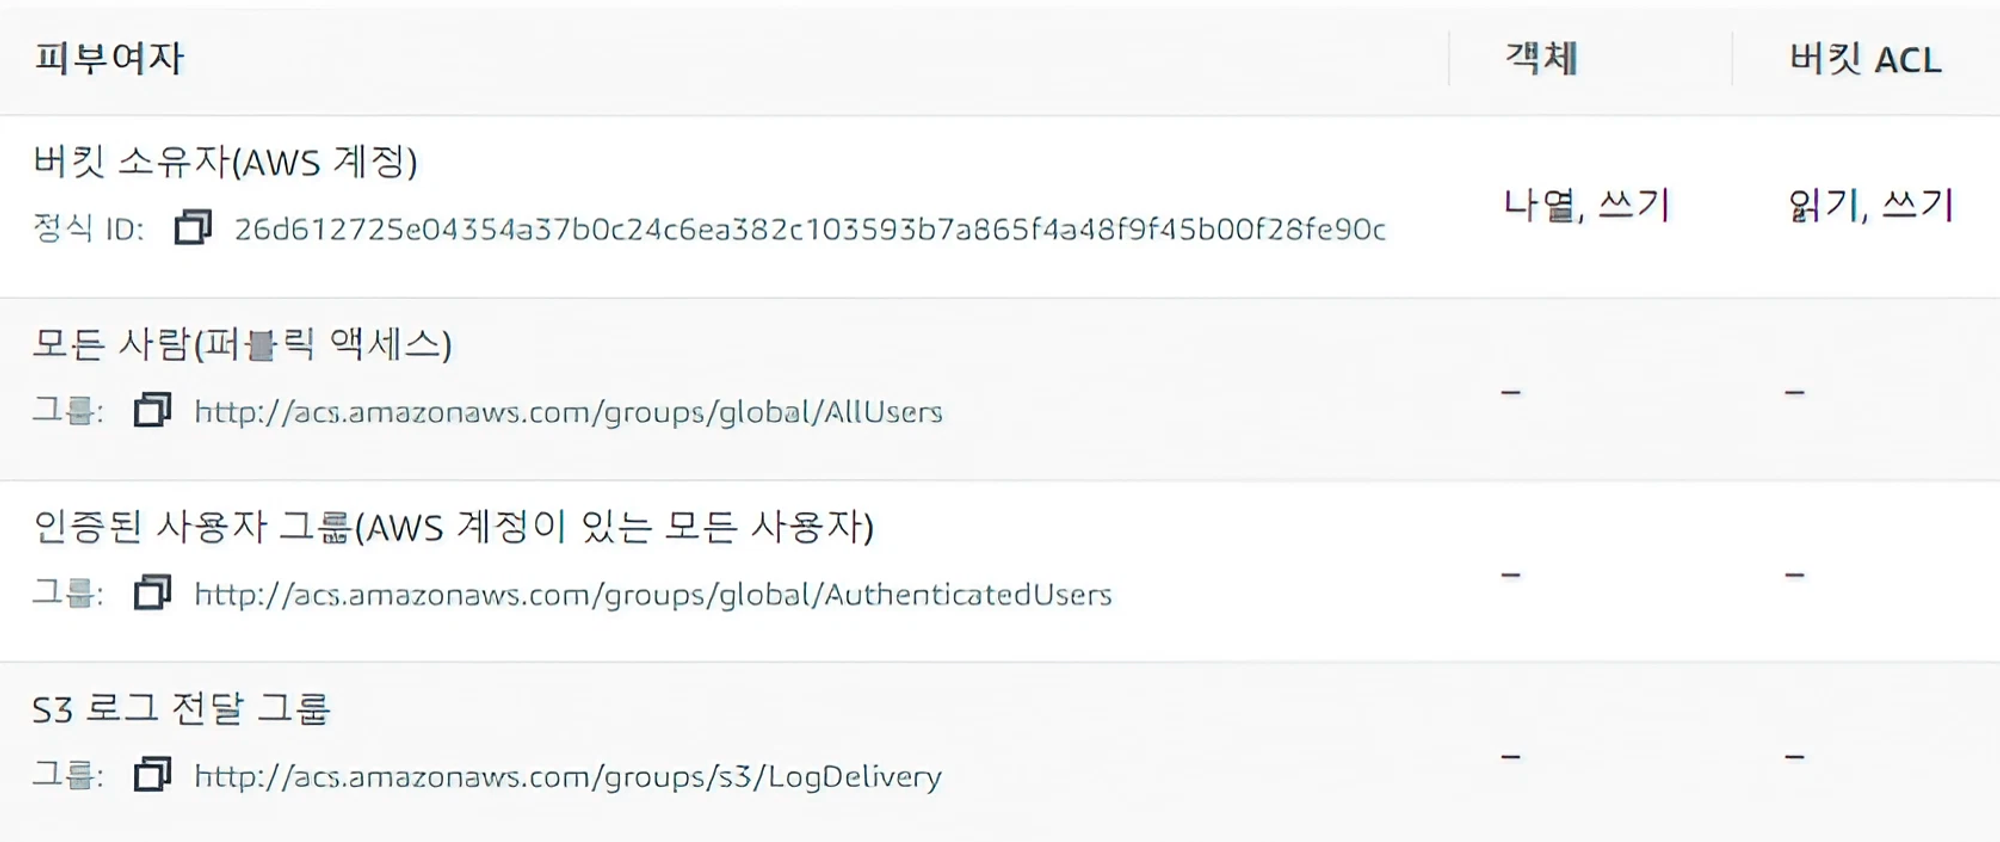 피부여자 객체 버킷 ACL
버킷 소유자(AWS 계정)
정식 ID: 26d612725e04354a37b0c24c6ea382c103593b7a865f4a48f9f45b00f28fe90c
나열, 쓰기 읽기, 쓰기
모든 사람(퍼블릭 액세스)
그룹: http://acs.amazonaws.com/groups/global/AllUsers
– –
인증된 사용자 그룹(AWS 계정이 있는 모든 사용자)
그룹: http://acs.amazonaws.com/groups/global/AuthenticatedUsers
– –
S3 로그 전달 그룹
그룹: http://acs.amazonaws.com/groups/s3/LogDelivery
– –